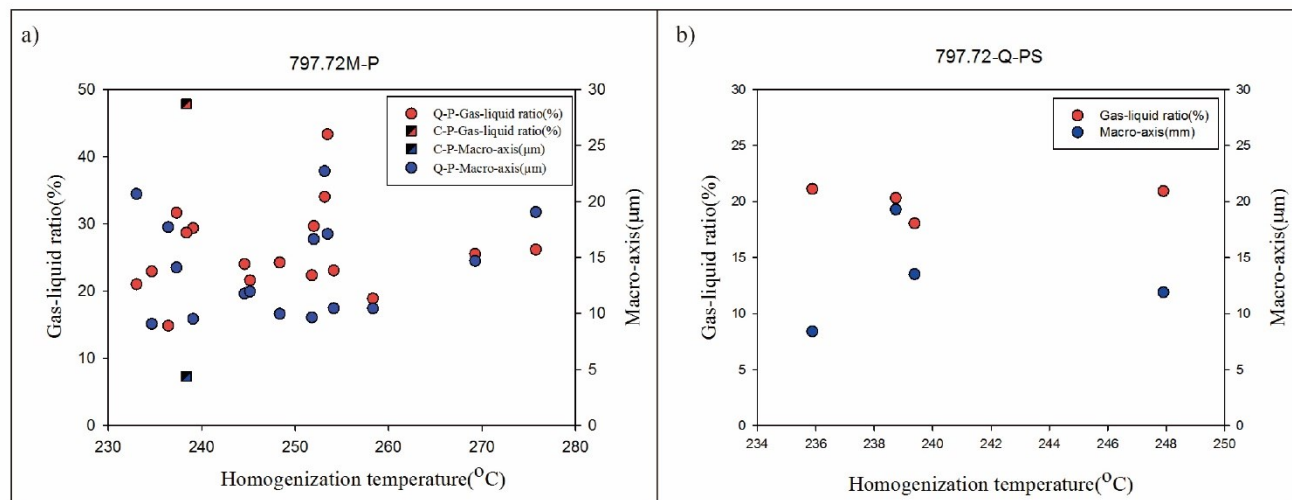 a)
797.72M-P
50
40
30
20
10
0
Gas-liquid ratio(%)
Q-P-Gas-liquid ratio(%)
C-P-Gas-liquid ratio(%)
C-P-Macro-axis(μm)
Q-P-Macro-axis(μm)
30
25
20
15
10
5
0
Macro-axis(μm)
230 240 250 260 270 280
Homogenization temperature(°C)
b)
797.72-Q-PS
30
25
20
15
10
5
0
Gas-liquid ratio(%)
Gas-liquid ratio(%)
Macro-axis(mm)
30
25
20
15
10
5
0
Macro-axis(μm)
234 236 238 240 242 244 246 248 250
Homogenization temperature(°C)